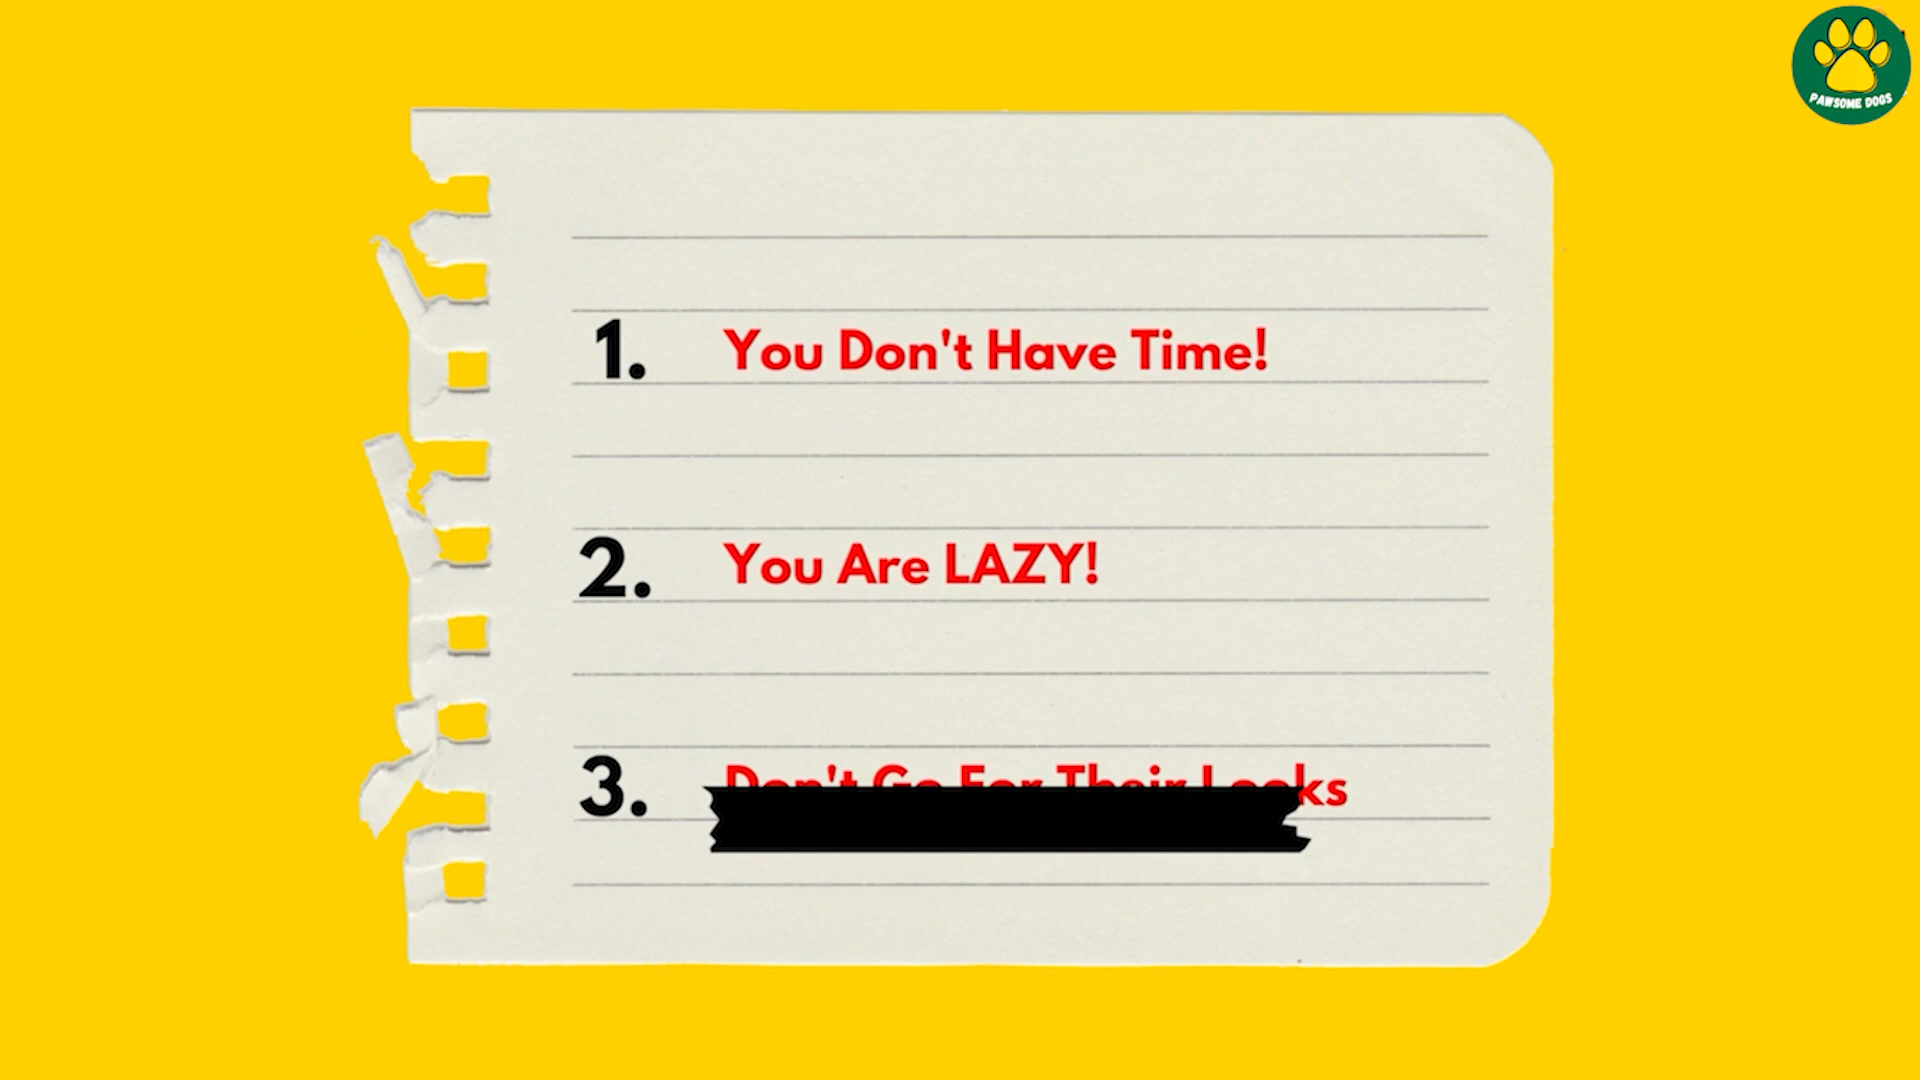 PAWSOME DOGS
1. You Don't Have Time!
2. You Are LAZY!
3. Don't Go For Their Looks